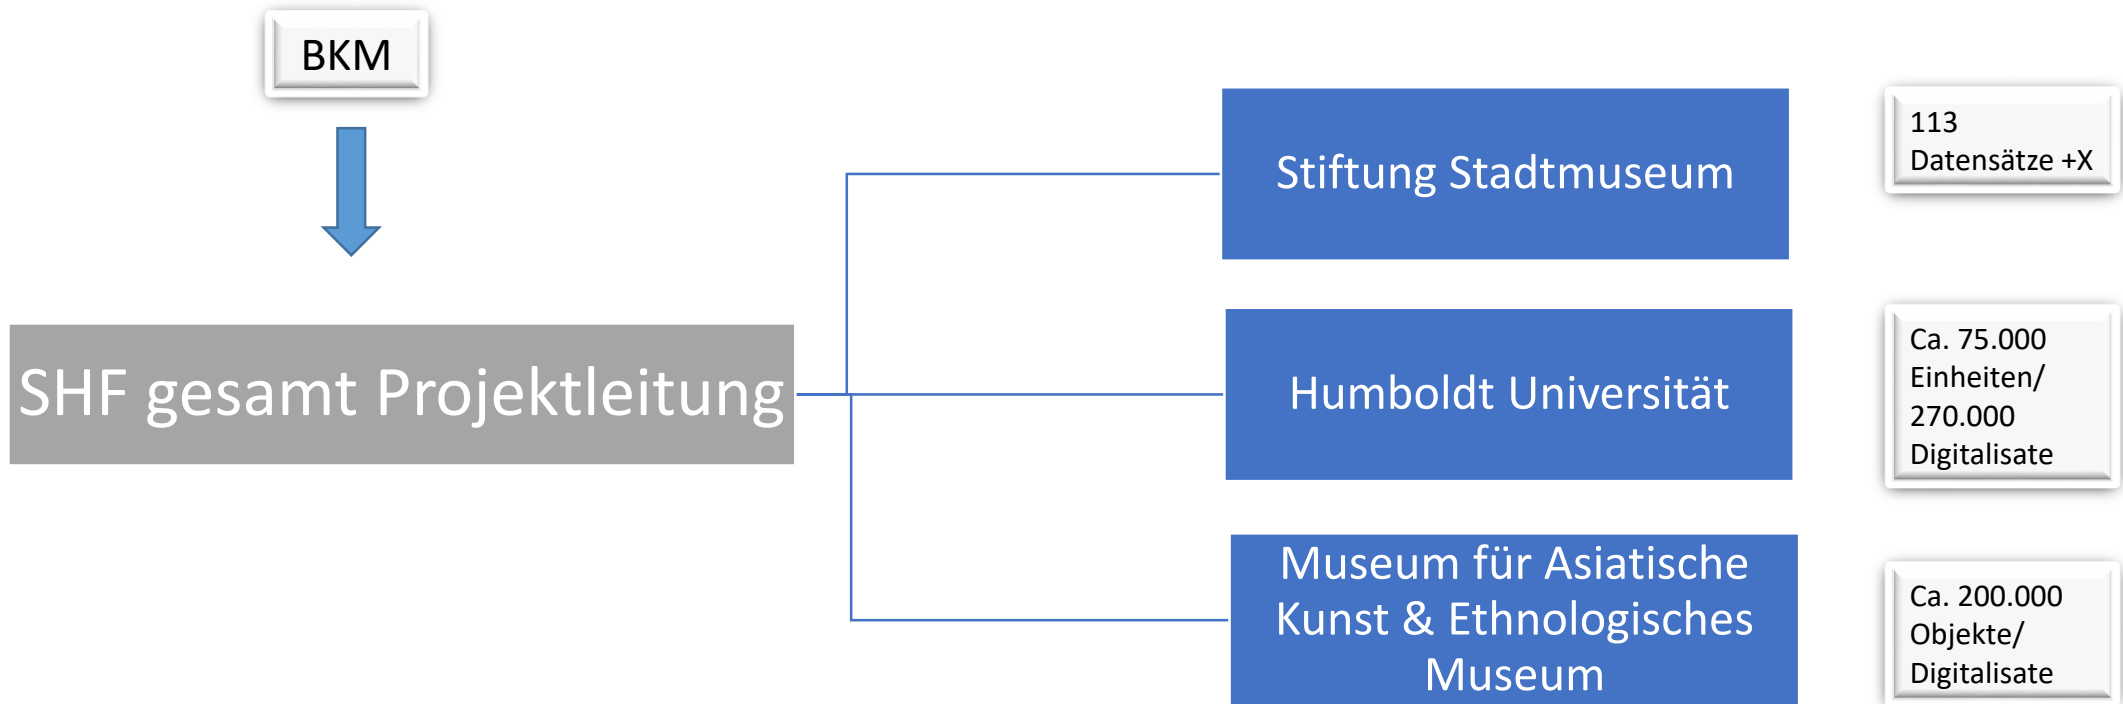 BKM
SHF gesamt Projektleitung
Stiftung Stadtmuseum
113
Datensätze +X
Humboldt Universität
Ca. 75.000
Einheiten/
270.000
Digitalisate
Museum für Asiatische
Kunst & Ethnologisches
Museum
Ca. 200.000
Objekte/
Digitalisate